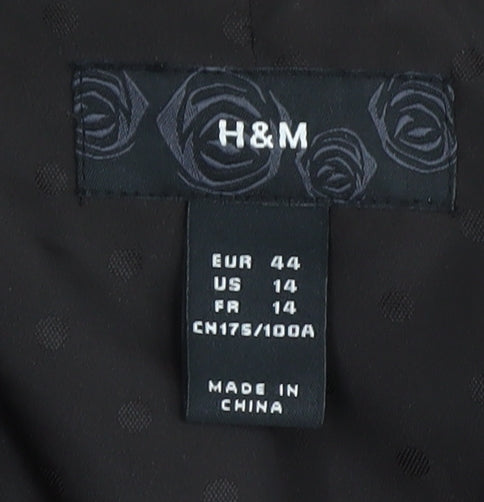 H&M
EUR 44
US 14
FR 14
CN175/100A
MADE IN
CHINA